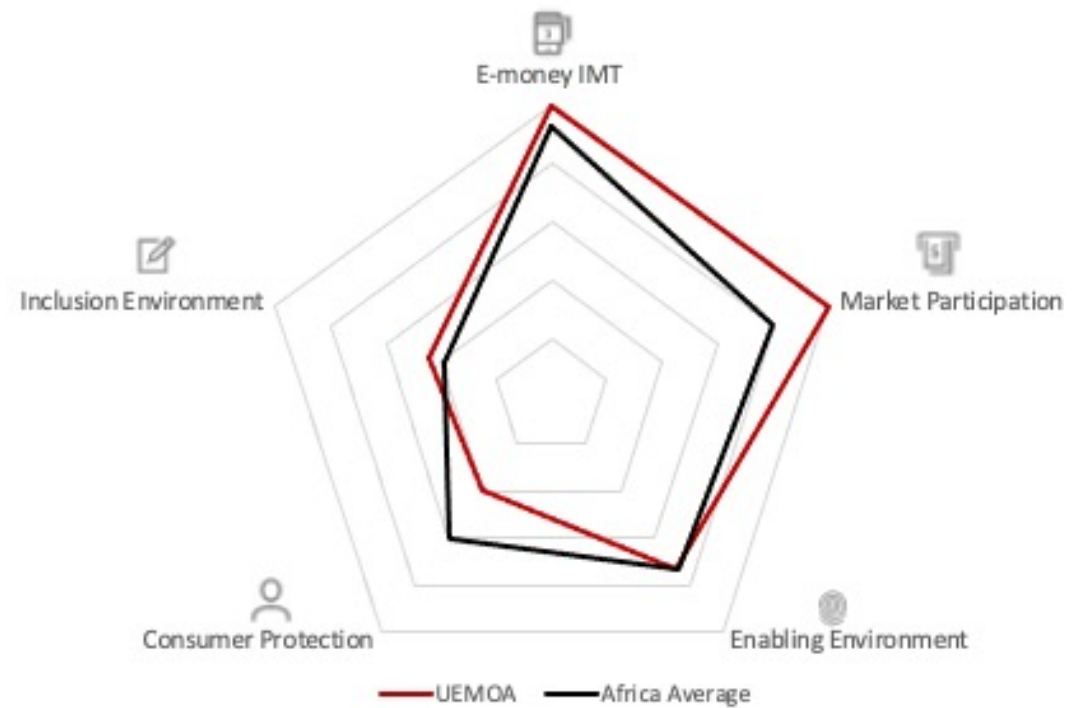 E-money IMT
Inclusion Environment
Market Participation
Consumer Protection
Enabling Environment
UEMOA
Africa Average